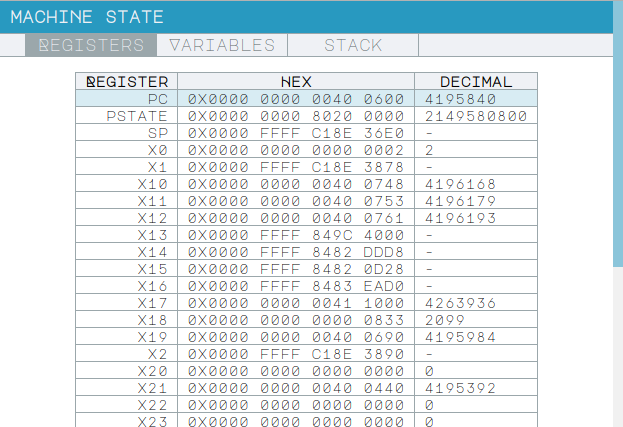 MACHINE STATE
REGISTERS VARIABLES STACK
REGISTER HEX DECIMAL
PC 0X0000 0000 0040 0600 4195840
PSTATE 0X0000 0000 8020 0000 2149580800
SP 0X0000 FFFF C18E 36E0 -
X0 0X0000 0000 0000 0002 2
X1 0X0000 FFFF C18E 3878 -
X10 0X0000 0000 0040 0748 4196168
X11 0X0000 0000 0040 0753 4196179
X12 0X0000 0000 0040 0761 4196193
X13 0X0000 FFFF 849C 4000 -
X14 0X0000 FFFF 8482 DDD8 -
X15 0X0000 FFFF 8482 0D28 -
X16 0X0000 FFFF 8483 EAD0 -
X17 0X0000 0000 0041 1000 4263936
X18 0X0000 0000 0000 0833 2099
X19 0X0000 0000 0040 0690 4195984
X2 0X0000 FFFF C18E 3890 -
X20 0X0000 0000 0000 0000 0
X21 0X0000 0000 0040 0440 4195392
X22 0X0000 0000 0000 0000 0
X23 0X0000 0000 0000 0000 0